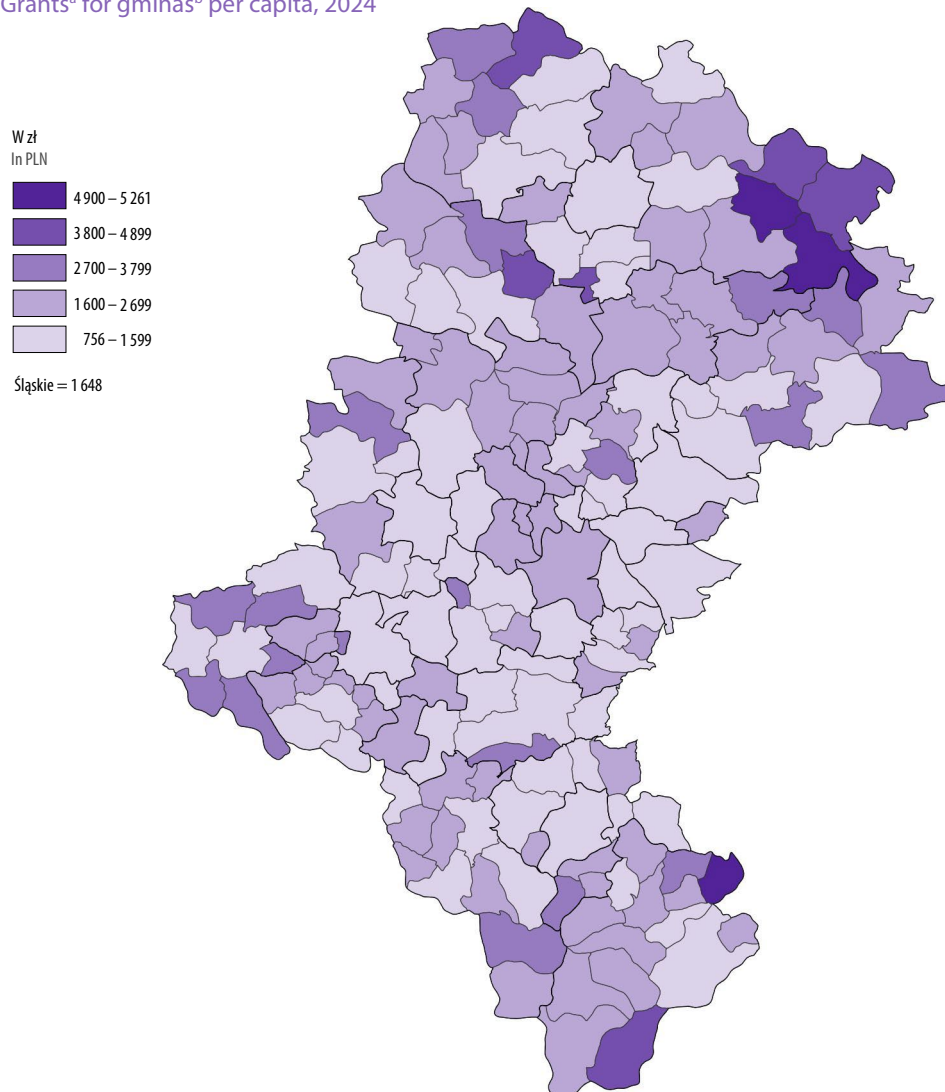 Grantsᵃ for gminasᵇ per capita, 2024
W zł
In PLN
4 900 – 5 261
3 800 – 4 899
2 700 – 3 799
1 600 – 2 699
756 – 1 599
Śląskie = 1 648